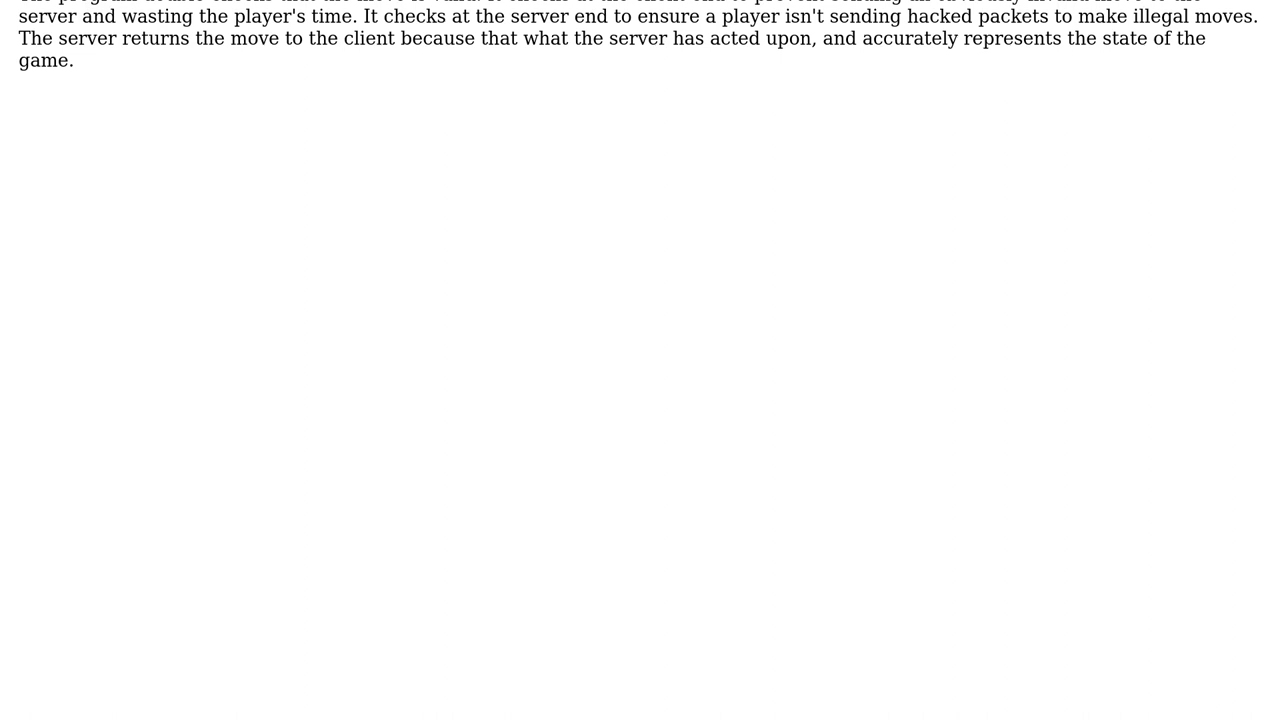 server and wasting the player's time. It checks at the server end to ensure a player isn't sending hacked packets to make illegal moves.
The server returns the move to the client because that what the server has acted upon, and accurately represents the state of the
game.